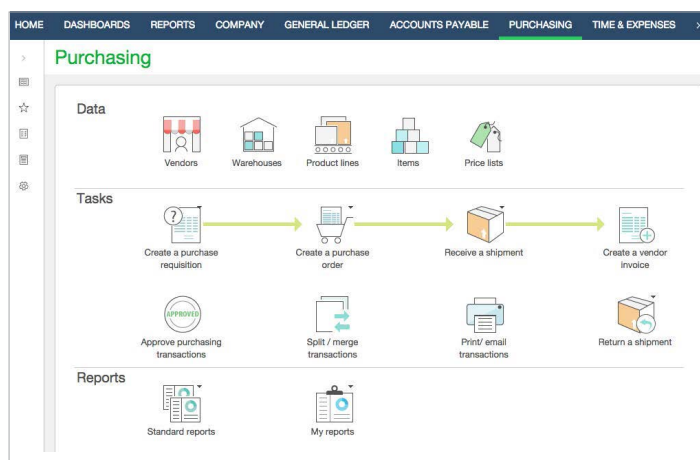 HOME DASHBOARDS REPORTS COMPANY GENERAL LEDGER ACCOUNTS PAYABLE PURCHASING TIME & EXPENSES
Purchasing
Data
Vendors Warehouses Product lines Items Price lists
Tasks
?
Create a purchase Create a purchase Receive a shipment Create a vendor
requisition order invoice
APPROVED
Approve purchasing Split / merge Print/ email Return a shipment
transactions transactions transactions
Reports
Standard reports My reports